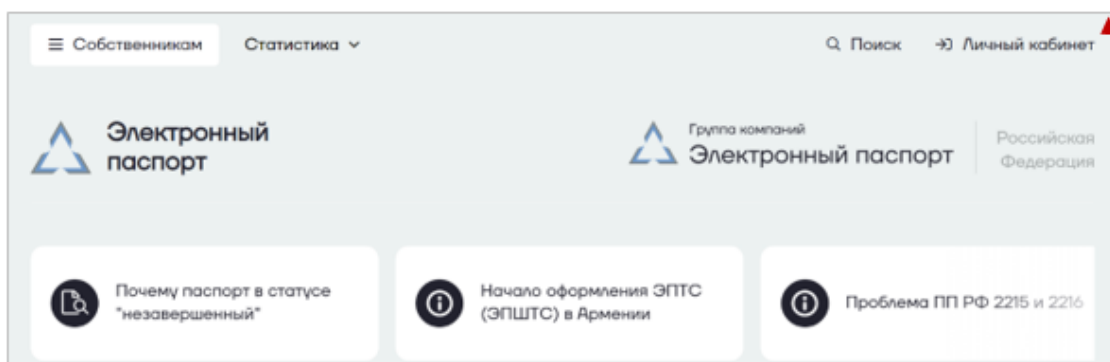 Собственникам Статистика Поиск Личный кабинет
Группа компаний
Электронный
паспорт
Электронный паспорт
Российская
Федерация
Почему паспорт в статусе
"незавершенный"
Начало оформления ЭПТС
(ЭПШТС) в Армении
Проблема ПП РФ 2215 и 2216